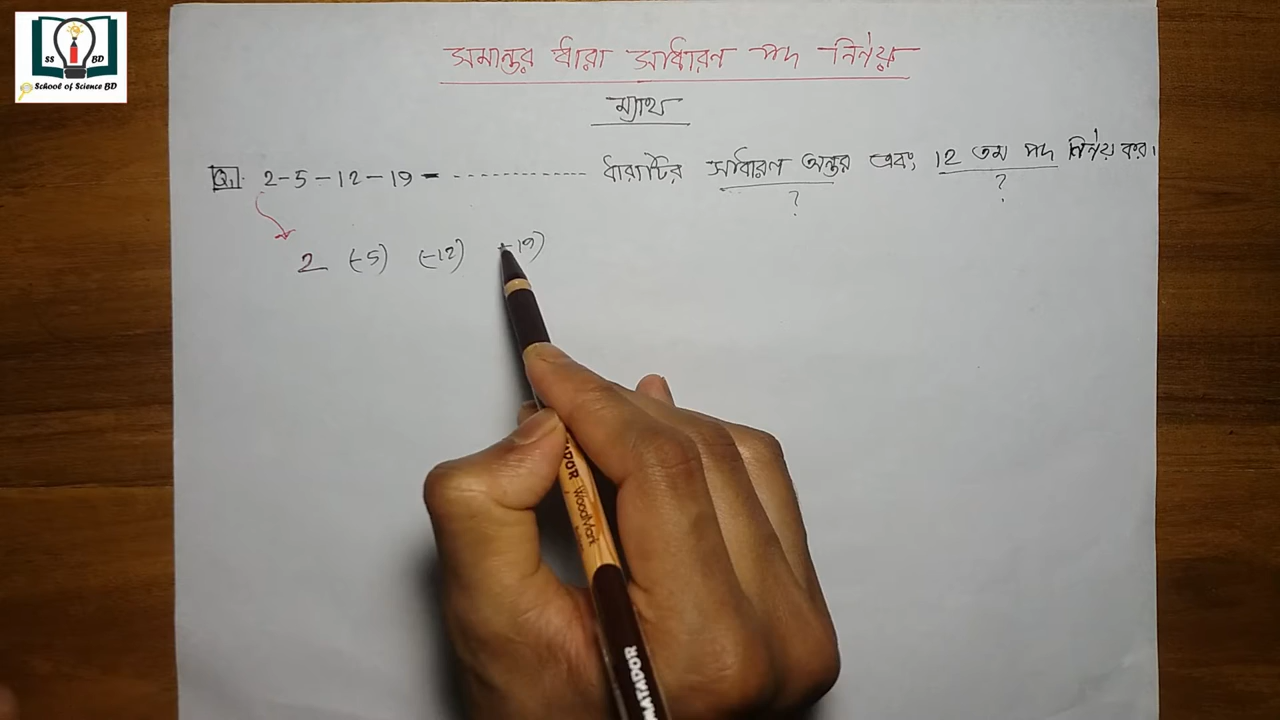 SS BD
School of Science BD
সমান্তর ধারা সাধারণ পদ নির্ণয়
ম্যাথ
Q1 2-5-12-19- ------------ ধারাটির সাধারণ অন্তর এবং 12 তম পদ নির্ণয় কর।
? ?
2 (-5) (-12) (-19)
MATADOR WoodMark
MATADOR